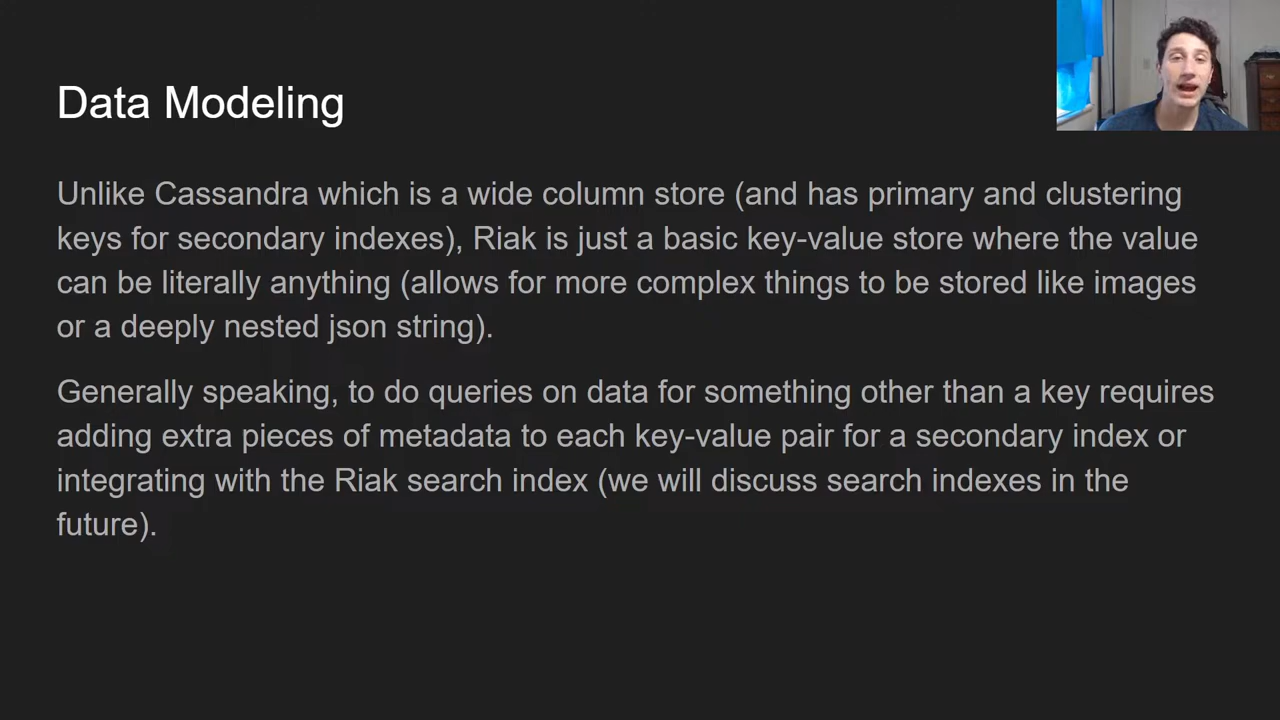 Data Modeling
Unlike Cassandra which is a wide column store (and has primary and clustering
keys for secondary indexes), Riak is just a basic key-value store where the value
can be literally anything (allows for more complex things to be stored like images
or a deeply nested json string).
Generally speaking, to do queries on data for something other than a key requires
adding extra pieces of metadata to each key-value pair for a secondary index or
integrating with the Riak search index (we will discuss search indexes in the
future).